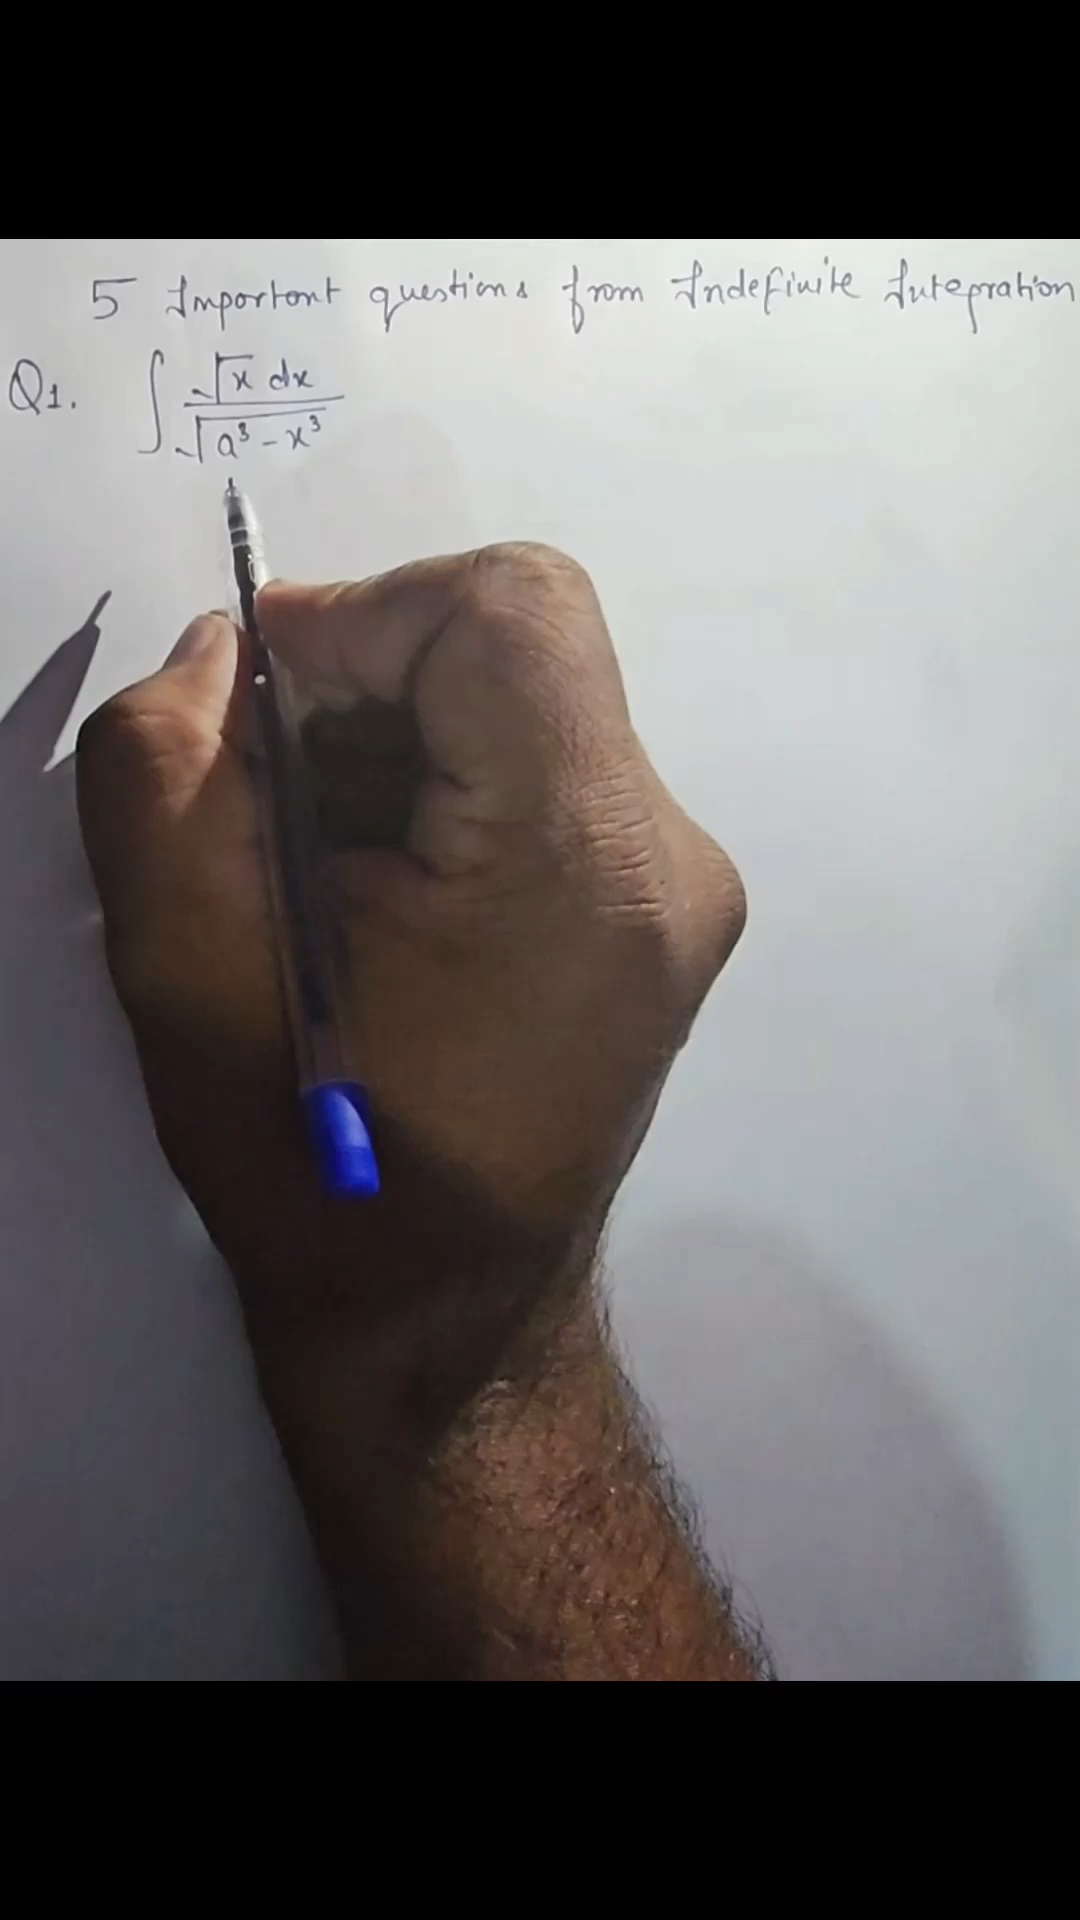 5 Important questions from Indefinite Integration
Q1. ∫ √x dx / √a³ - x³